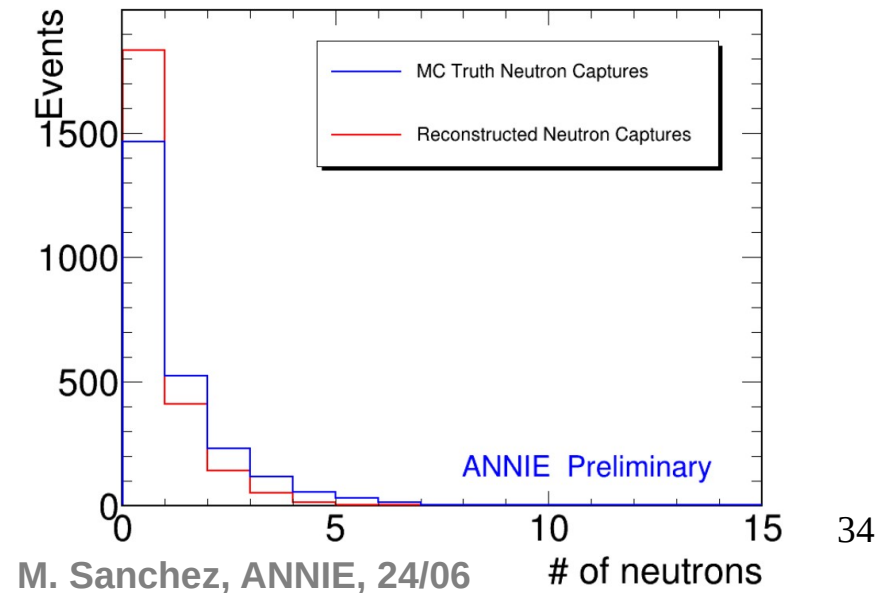 Events
MC Truth Neutron Captures
Reconstructed Neutron Captures
1500
1000
500
0
ANNIE Preliminary
0 5 10 15
34
# of neutrons
M. Sanchez, ANNIE, 24/06